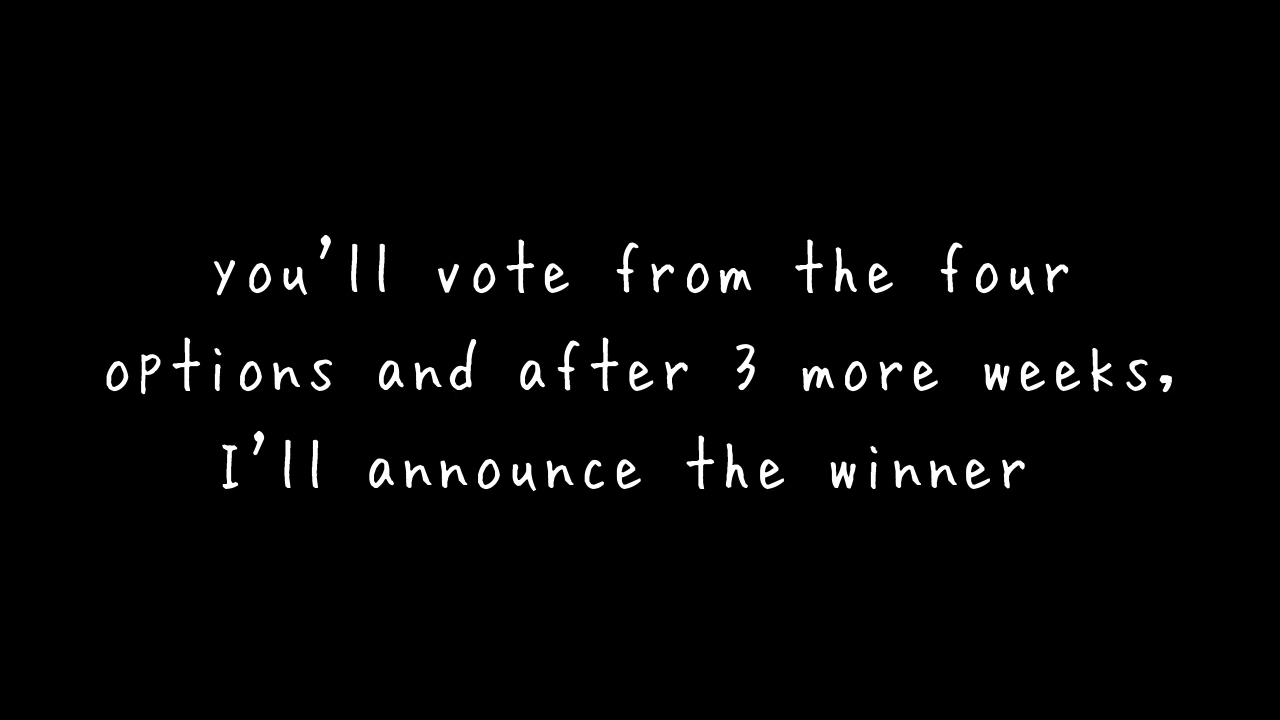 you'll vote from the four
options and after 3 more weeks,
I'll announce the winner